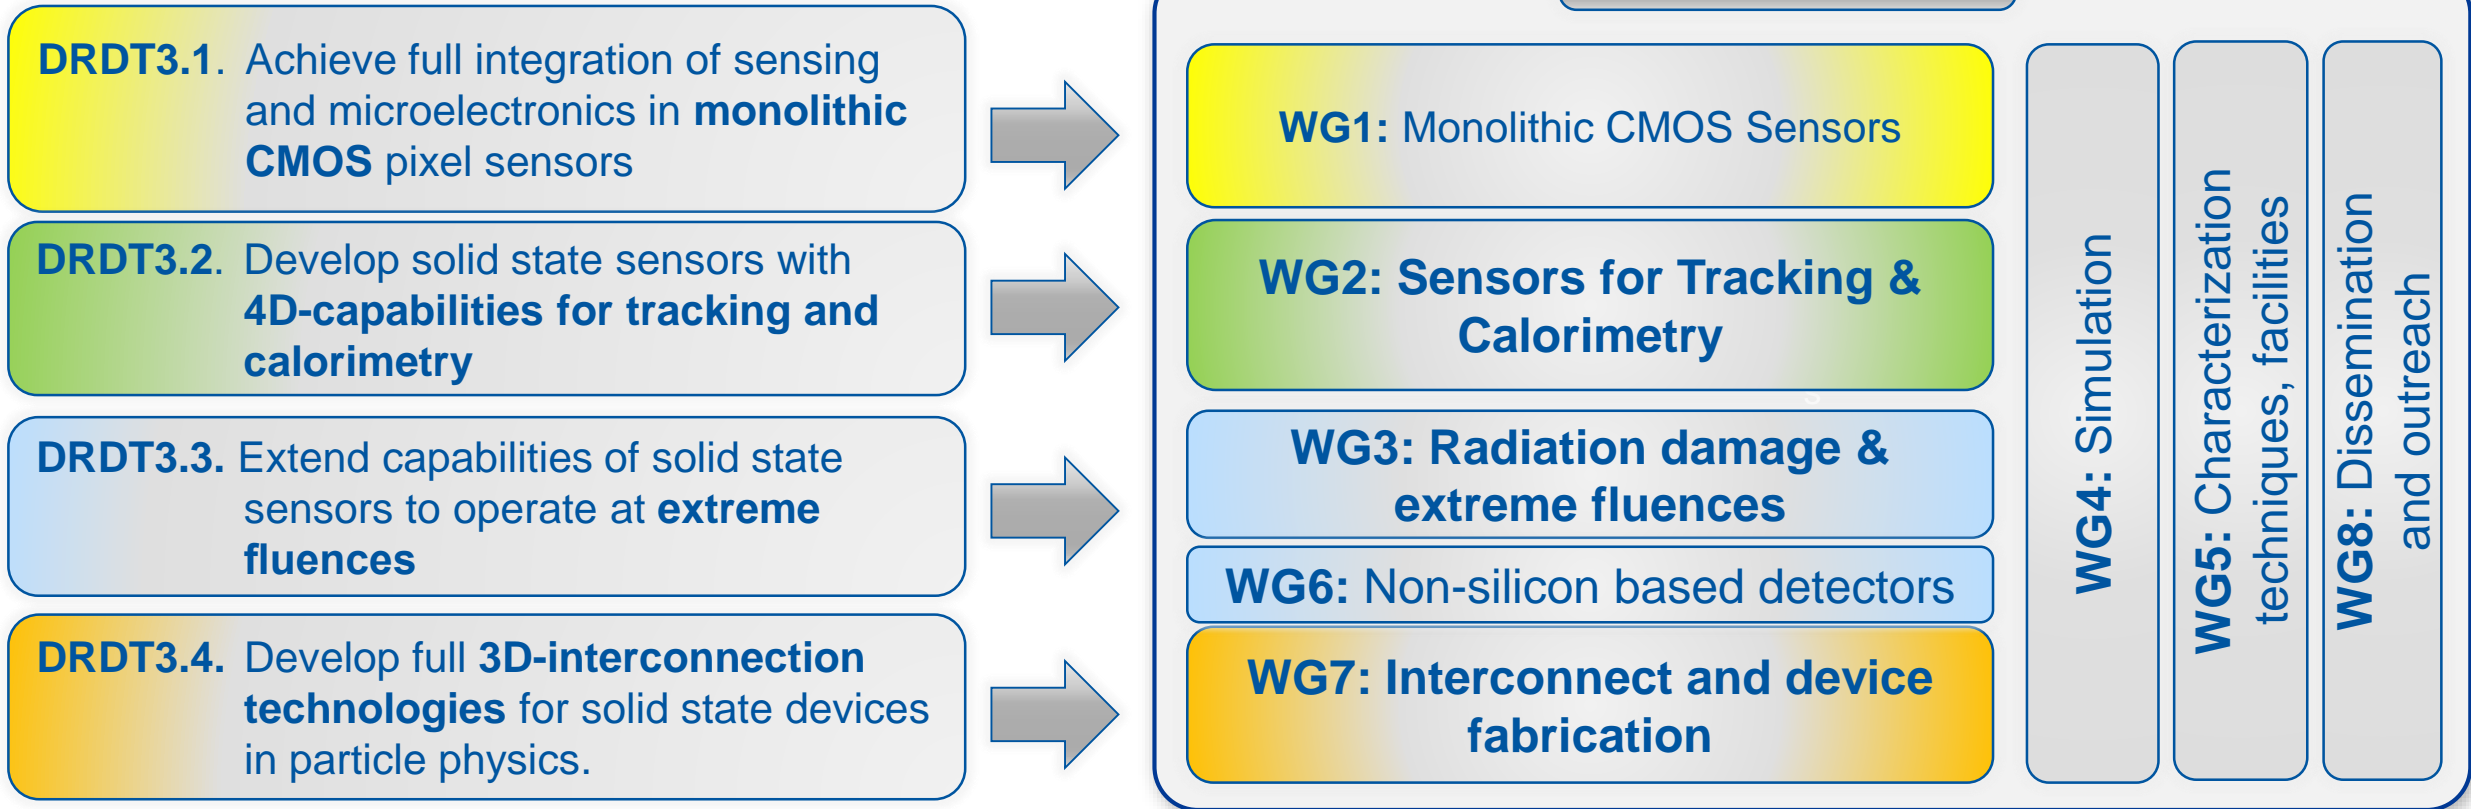 DRDT3.1. Achieve full integration of sensing
and microelectronics in monolithic
CMOS pixel sensors
DRDT3.2. Develop solid state sensors with
4D-capabilities for tracking and
calorimetry
DRDT3.3. Extend capabilities of solid state
sensors to operate at extreme
fluences
DRDT3.4. Develop full 3D-interconnection
technologies for solid state devices
in particle physics.
WG1: Monolithic CMOS Sensors
WG2: Sensors for Tracking &
Calorimetry
s
WG3: Radiation damage &
extreme fluences
WG6: Non-silicon based detectors
WG7: Interconnect and device
fabrication
WG4: Simulation
WG5: Characterization
techniques, facilities
WG8: Dissemination
and outreach